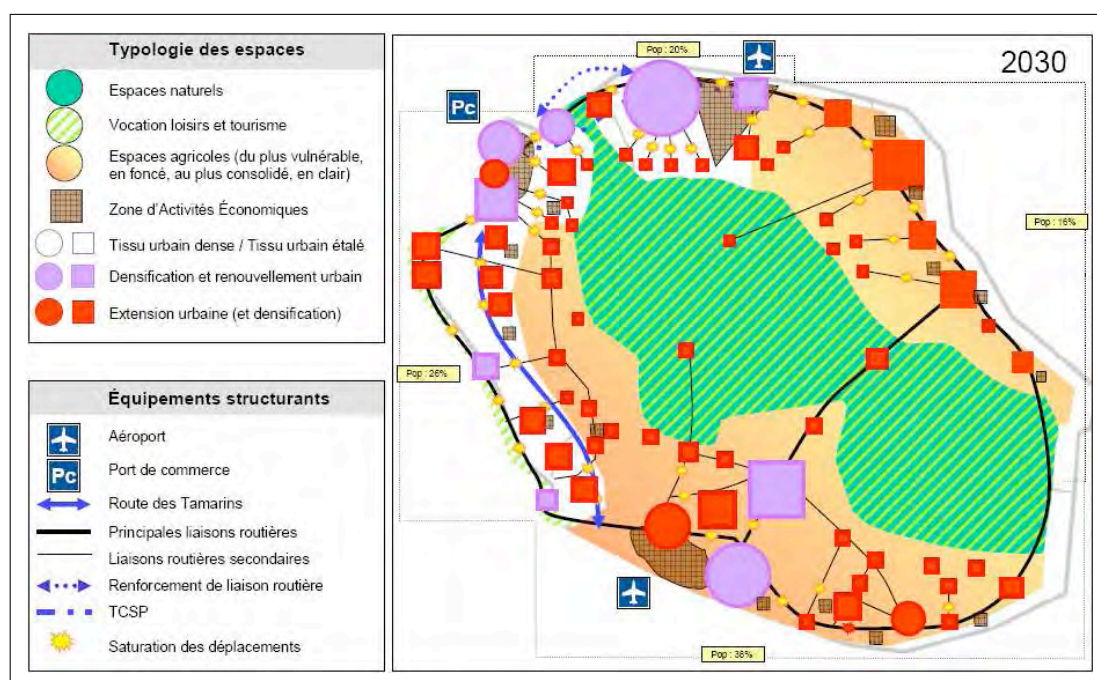 Typologie des espaces
Espaces naturels
Vocation loisirs et tourisme
Espaces agricoles (du plus vulnérable,
en foncé, au plus consolidé, en clair)
Zone d'Activités Économiques
Tissu urbain dense / Tissu urbain étalé
Densification et renouvellement urbain
Extension urbaine (et densification)
Équipements structurants
Aéroport
Pc
Port de commerce
Route des Tamarins
Principales liaisons routières
Liaisons routières secondaires
Renforcement de liaison routière
TCSP
Saturation des déplacements
2030
Pop : 20%
Pc
Pop : 16%
Pop : 26%
Pop : 38%